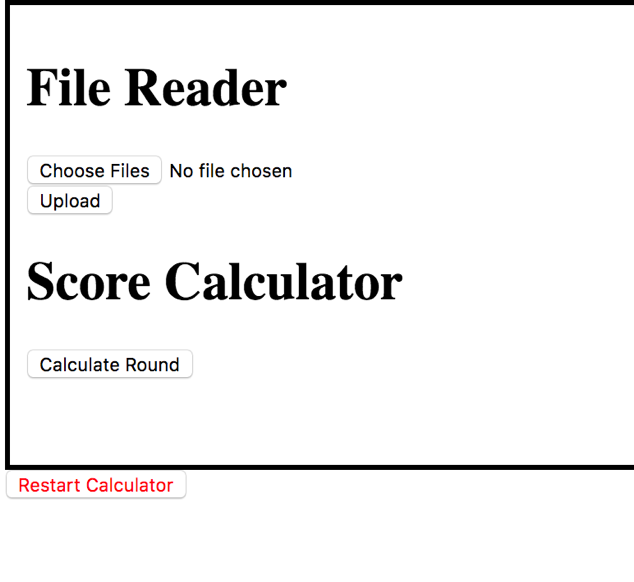 File Reader
Choose Files No file chosen
Upload
Score Calculator
Calculate Round
Restart Calculator